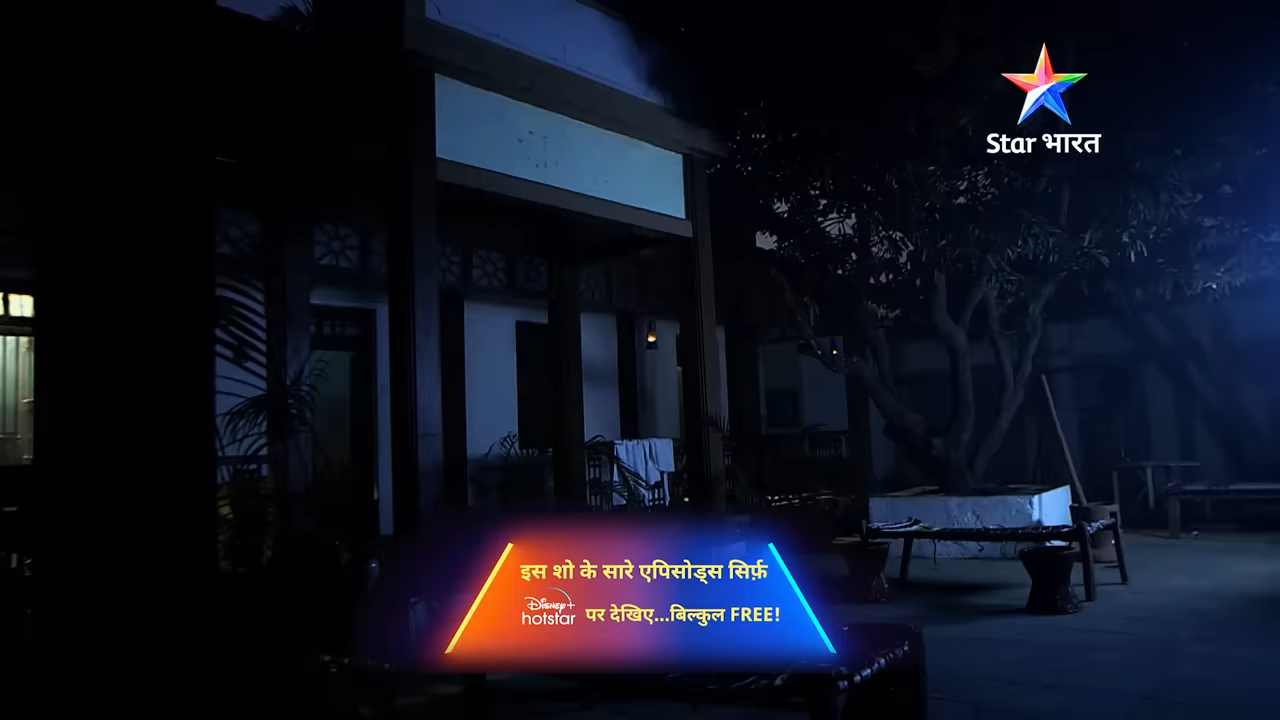 Star भारत
इस शो के सारे एपिसोड्स सिर्फ़
Disney+ hotstar पर देखिए...बिल्कुल FREE!